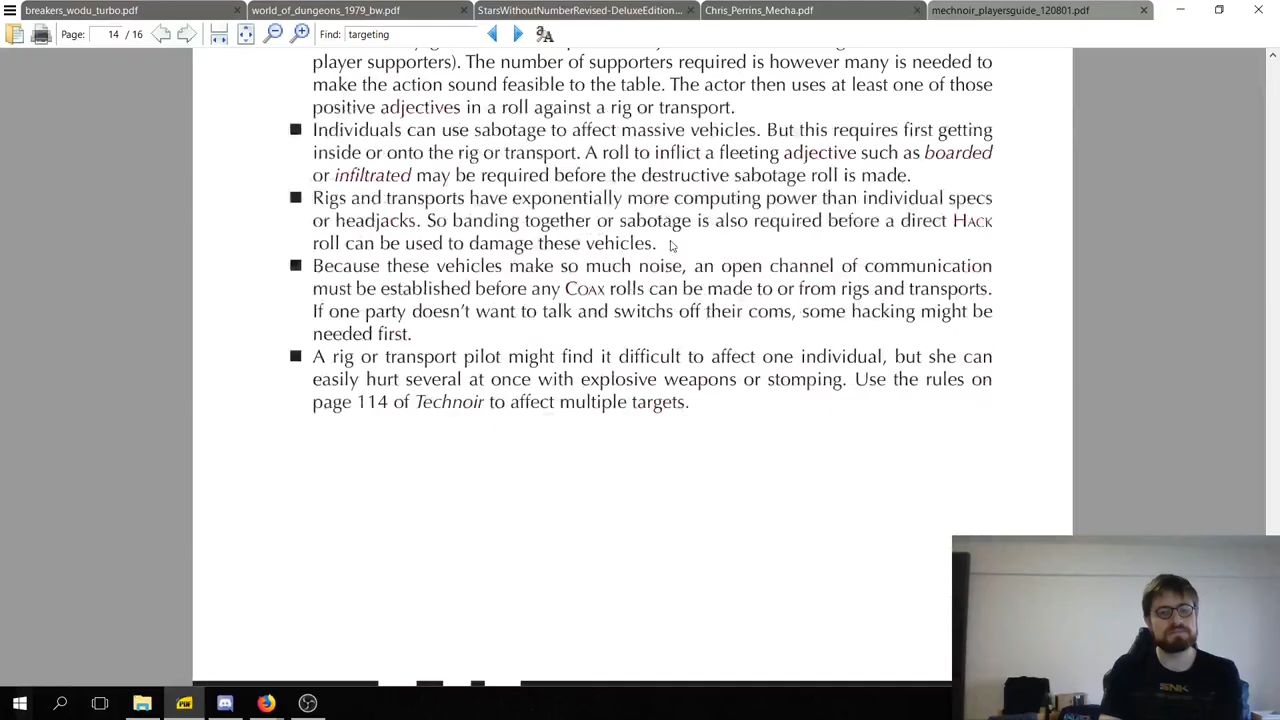 breakers_wodu_turbo.pdf
world_of_dungeons_1979_bw.pdf
StarsWithoutNumberRevised-DeluxeEdition...
Chris_Perrins_Mecha.pdf
mechnoir_playersguide_120801.pdf
Page: 14 / 16 Find: targeting
player supporters). The number of supporters required is however many is needed to
make the action sound feasible to the table. The actor then uses at least one of those
positive adjectives in a roll against a rig or transport.
■ Individuals can use sabotage to affect massive vehicles. But this requires first getting
inside or onto the rig or transport. A roll to inflict a fleeting adjective such as boarded
or infiltrated may be required before the destructive sabotage roll is made.
■ Rigs and transports have exponentially more computing power than individual specs
or headjacks. So banding together or sabotage is also required before a direct HACK
roll can be used to damage these vehicles.
■ Because these vehicles make so much noise, an open channel of communication
must be established before any COAX rolls can be made to or from rigs and transports.
If one party doesn't want to talk and switchs off their coms, some hacking might be
needed first.
■ A rig or transport pilot might find it difficult to affect one individual, but she can
easily hurt several at once with explosive weapons or stomping. Use the rules on
page 114 of Technoir to affect multiple targets.
SNK
PDF